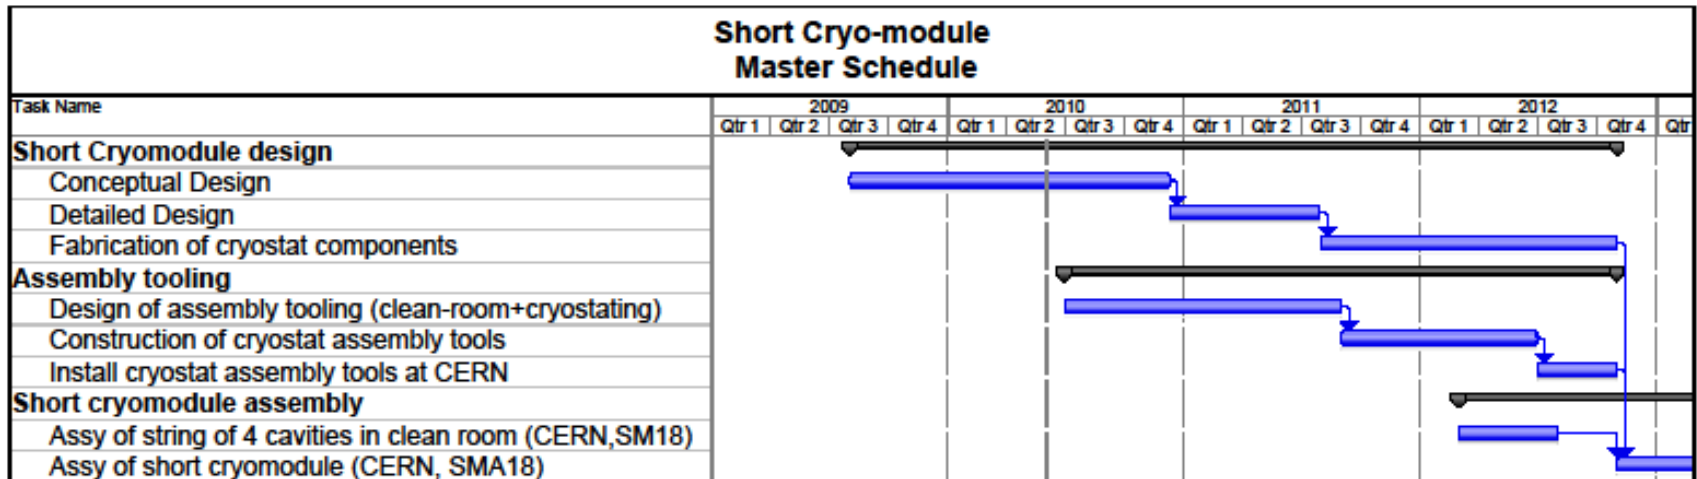 Short Cryo-module
Master Schedule
Task Name 2009 2010 2011 2012
Qtr 1 Qtr 2 Qtr 3 Qtr 4 Qtr 1 Qtr 2 Qtr 3 Qtr 4 Qtr 1 Qtr 2 Qtr 3 Qtr 4 Qtr 1 Qtr 2 Qtr 3 Qtr 4 Qtr
Short Cryomodule design
Conceptual Design
Detailed Design
Fabrication of cryostat components
Assembly tooling
Design of assembly tooling (clean-room+cryostating)
Construction of cryostat assembly tools
Install cryostat assembly tools at CERN
Short cryomodule assembly
Assy of string of 4 cavities in clean room (CERN,SM18)
Assy of short cryomodule (CERN, SMA18)